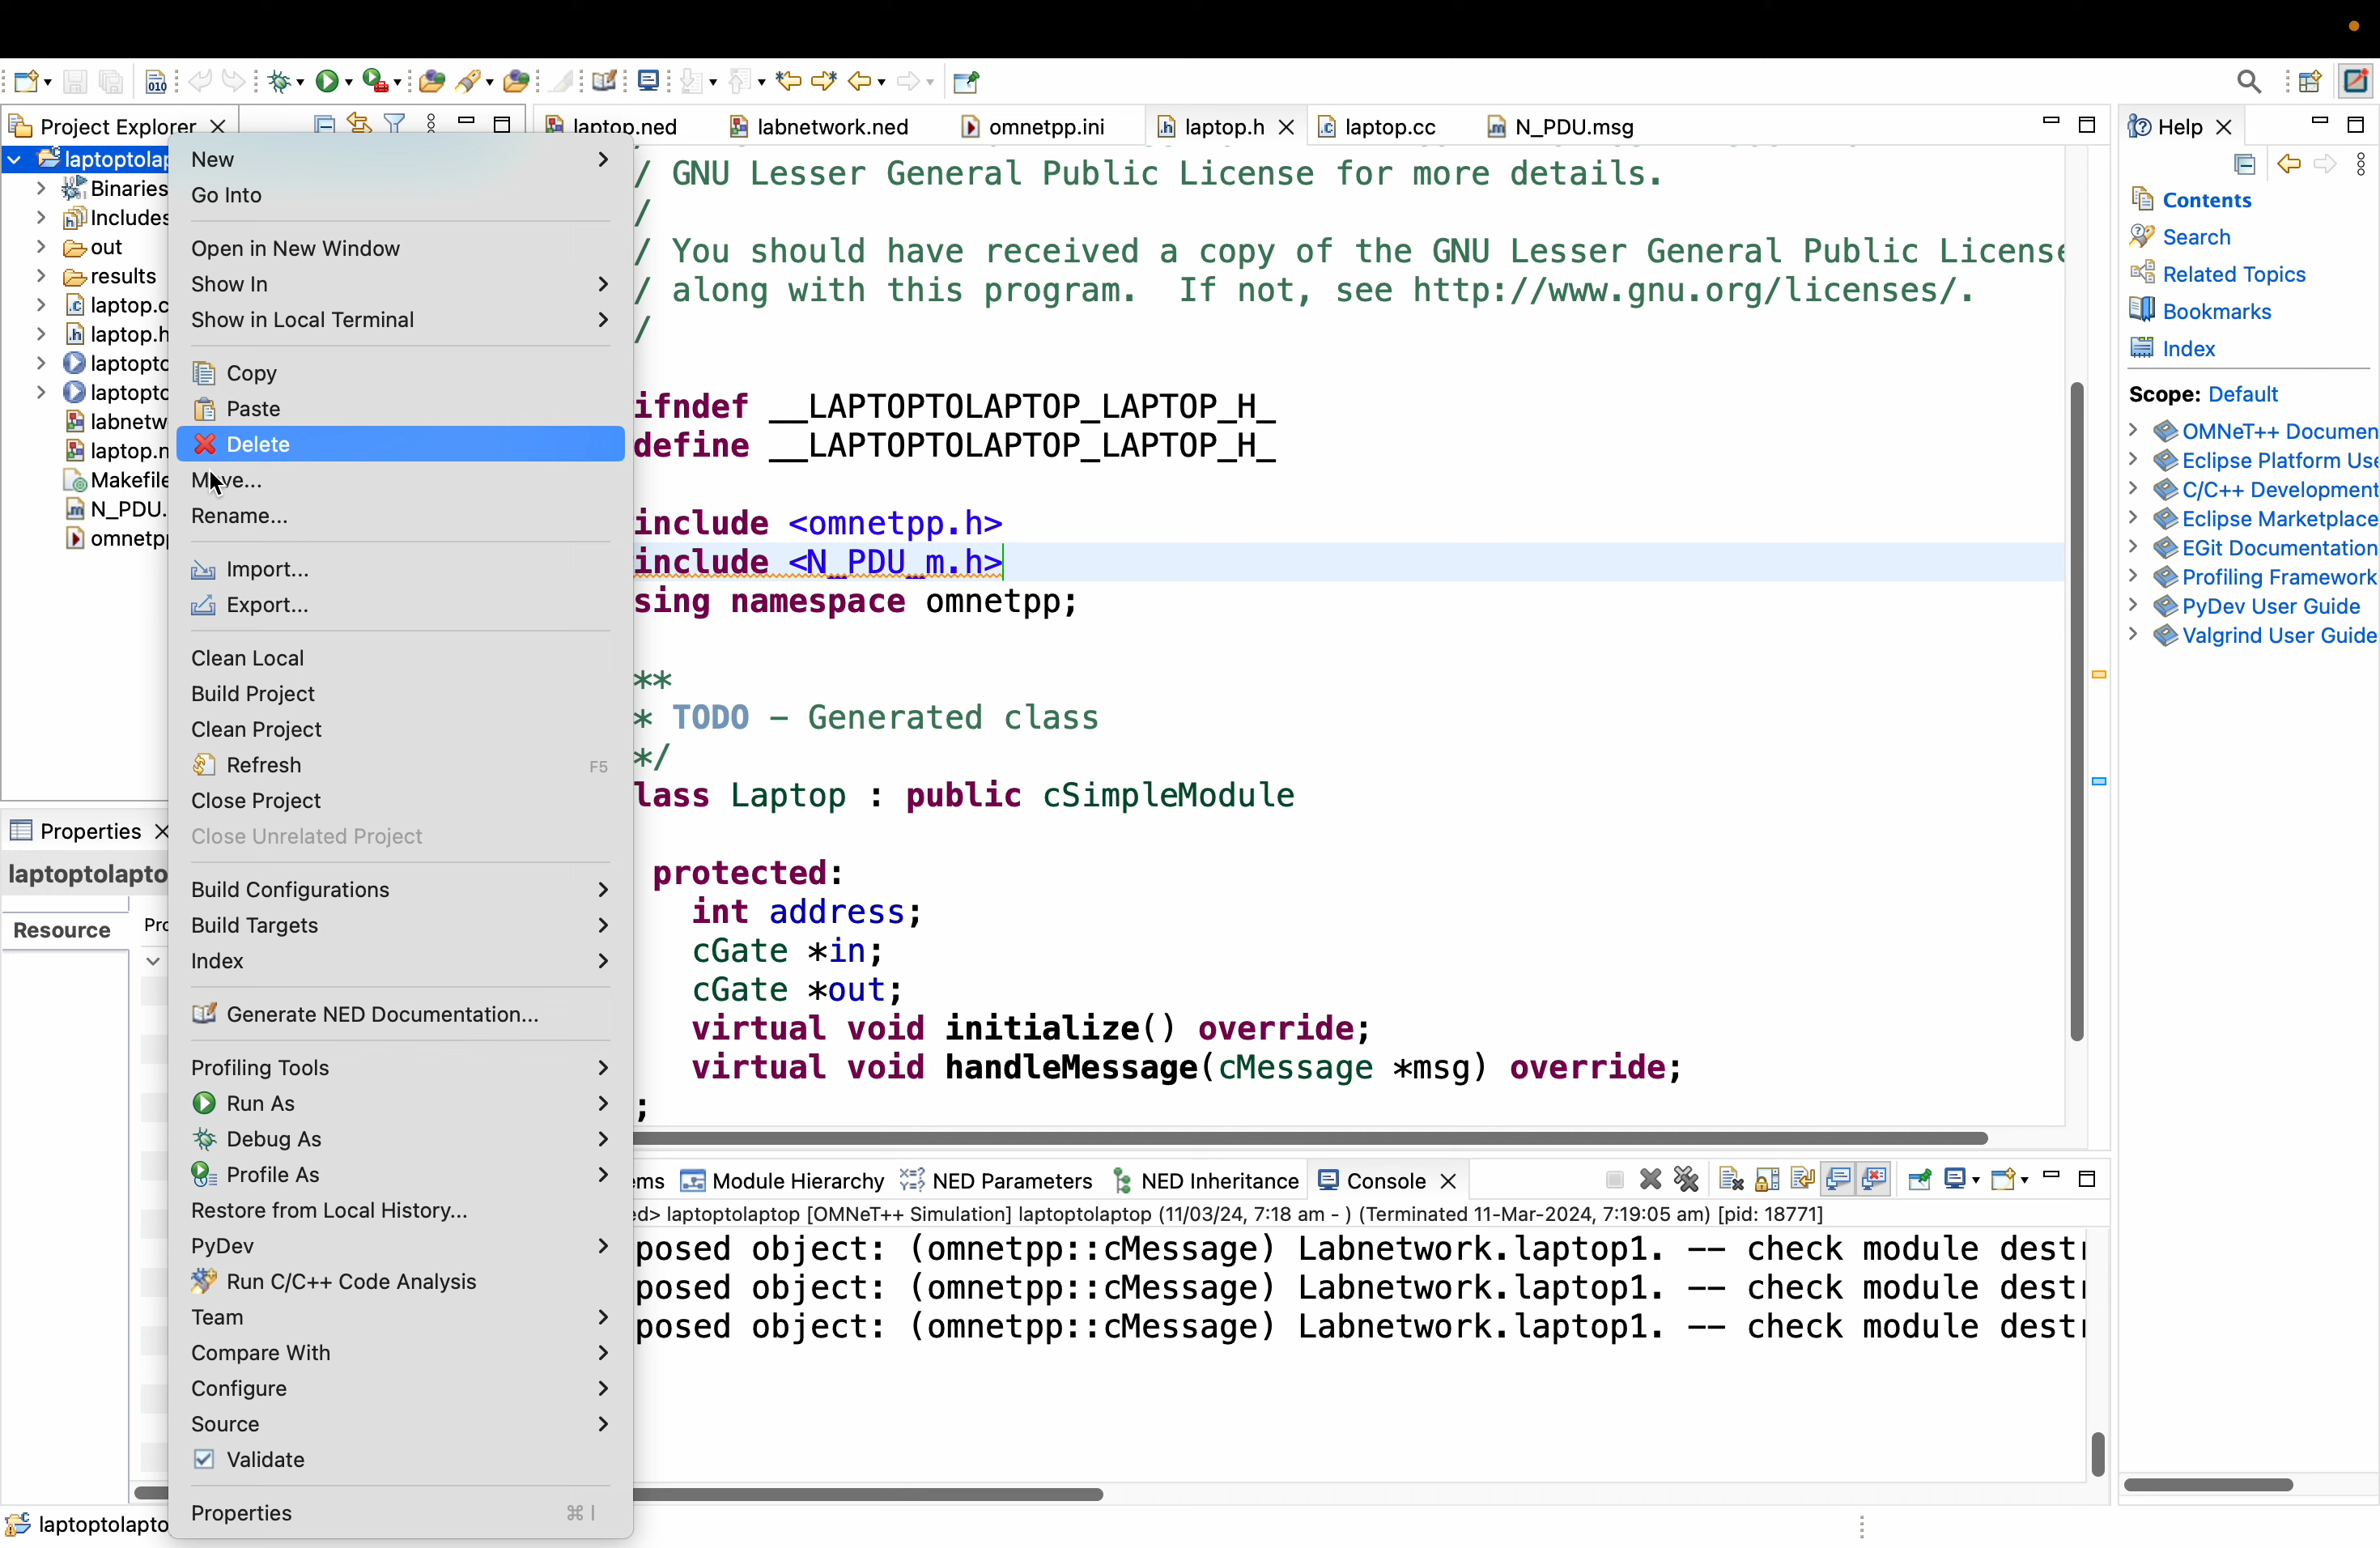 Project Explorer
laptop.ned
labnetwork.ned
omnetpp.ini
laptop.h
laptop.cc
N_PDU.msg
Help
laptoptolap
Binaries
Includes
out
results
laptop.c
laptop.h
laptopto
laptopto
labnetw
laptop.n
Makefile
N_PDU.
omnetp
New
Go Into
Open in New Window
Show In
Show in Local Terminal
Copy
Paste
Delete
Move...
Rename...
Import...
Export...
Clean Local
Build Project
Clean Project
Refresh F5
Close Project
Close Unrelated Project
Build Configurations
Build Targets
Index
Generate NED Documentation...
Profiling Tools
Run As
Debug As
Profile As
Restore from Local History...
PyDev
Run C/C++ Code Analysis
Team
Compare With
Configure
Source
Validate
Properties ⌘ I
/ GNU Lesser General Public License for more details.
/
/ You should have received a copy of the GNU Lesser General Public License
/ along with this program.  If not, see http://www.gnu.org/licenses/.
/
ifndef __LAPTOPTOLAPTOP_LAPTOP_H_
define __LAPTOPTOLAPTOP_LAPTOP_H_
include <omnetpp.h>
include <N_PDU_m.h>
sing namespace omnetpp;
**
* TODO - Generated class
*/
lass Laptop : public cSimpleModule
protected:
int address;
cGate *in;
cGate *out;
virtual void initialize() override;
virtual void handleMessage(cMessage *msg) override;
;
Contents
Search
Related Topics
Bookmarks
Index
Scope: Default
OMNeT++ Documen
Eclipse Platform Use
C/C++ Development
Eclipse Marketplace
EGit Documentation
Profiling Framework
PyDev User Guide
Valgrind User Guide
Properties
laptoptolapto
Resource
Pro
ems
Module Hierarchy
NED Parameters
NED Inheritance
Console
ed> laptoptolaptop [OMNeT++ Simulation] laptoptolaptop (11/03/24, 7:18 am - ) (Terminated 11-Mar-2024, 7:19:05 am) [pid: 18771]
posed object: (omnetpp::cMessage) Labnetwork.laptop1. -- check module destr
posed object: (omnetpp::cMessage) Labnetwork.laptop1. -- check module destr
posed object: (omnetpp::cMessage) Labnetwork.laptop1. -- check module destr
laptoptolapto